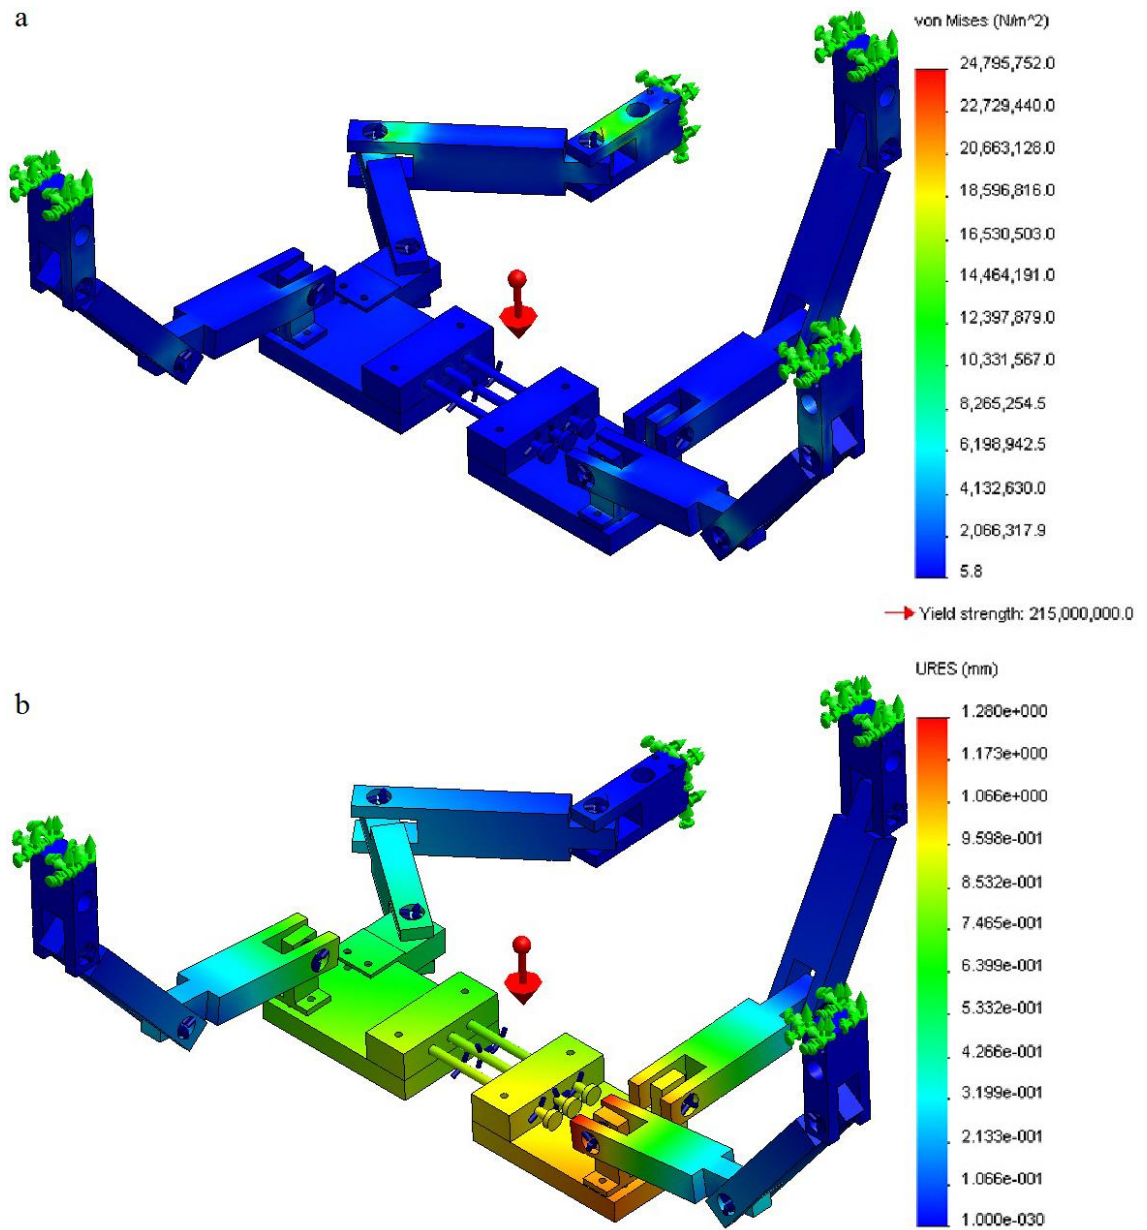 a
von Mises (N/m^2)
24,795,752.0
22,729,440.0
20,663,128.0
18,596,816.0
16,530,503.0
14,464,191.0
12,397,879.0
10,331,567.0
8,265,254.5
6,198,942.5
4,132,630.0
2,066,317.9
5.8
Yield strength: 215,000,000.0
b
URES (mm)
1.280e+000
1.173e+000
1.066e+000
9.598e-001
8.532e-001
7.465e-001
6.399e-001
5.332e-001
4.266e-001
3.199e-001
2.133e-001
1.066e-001
1.000e-030